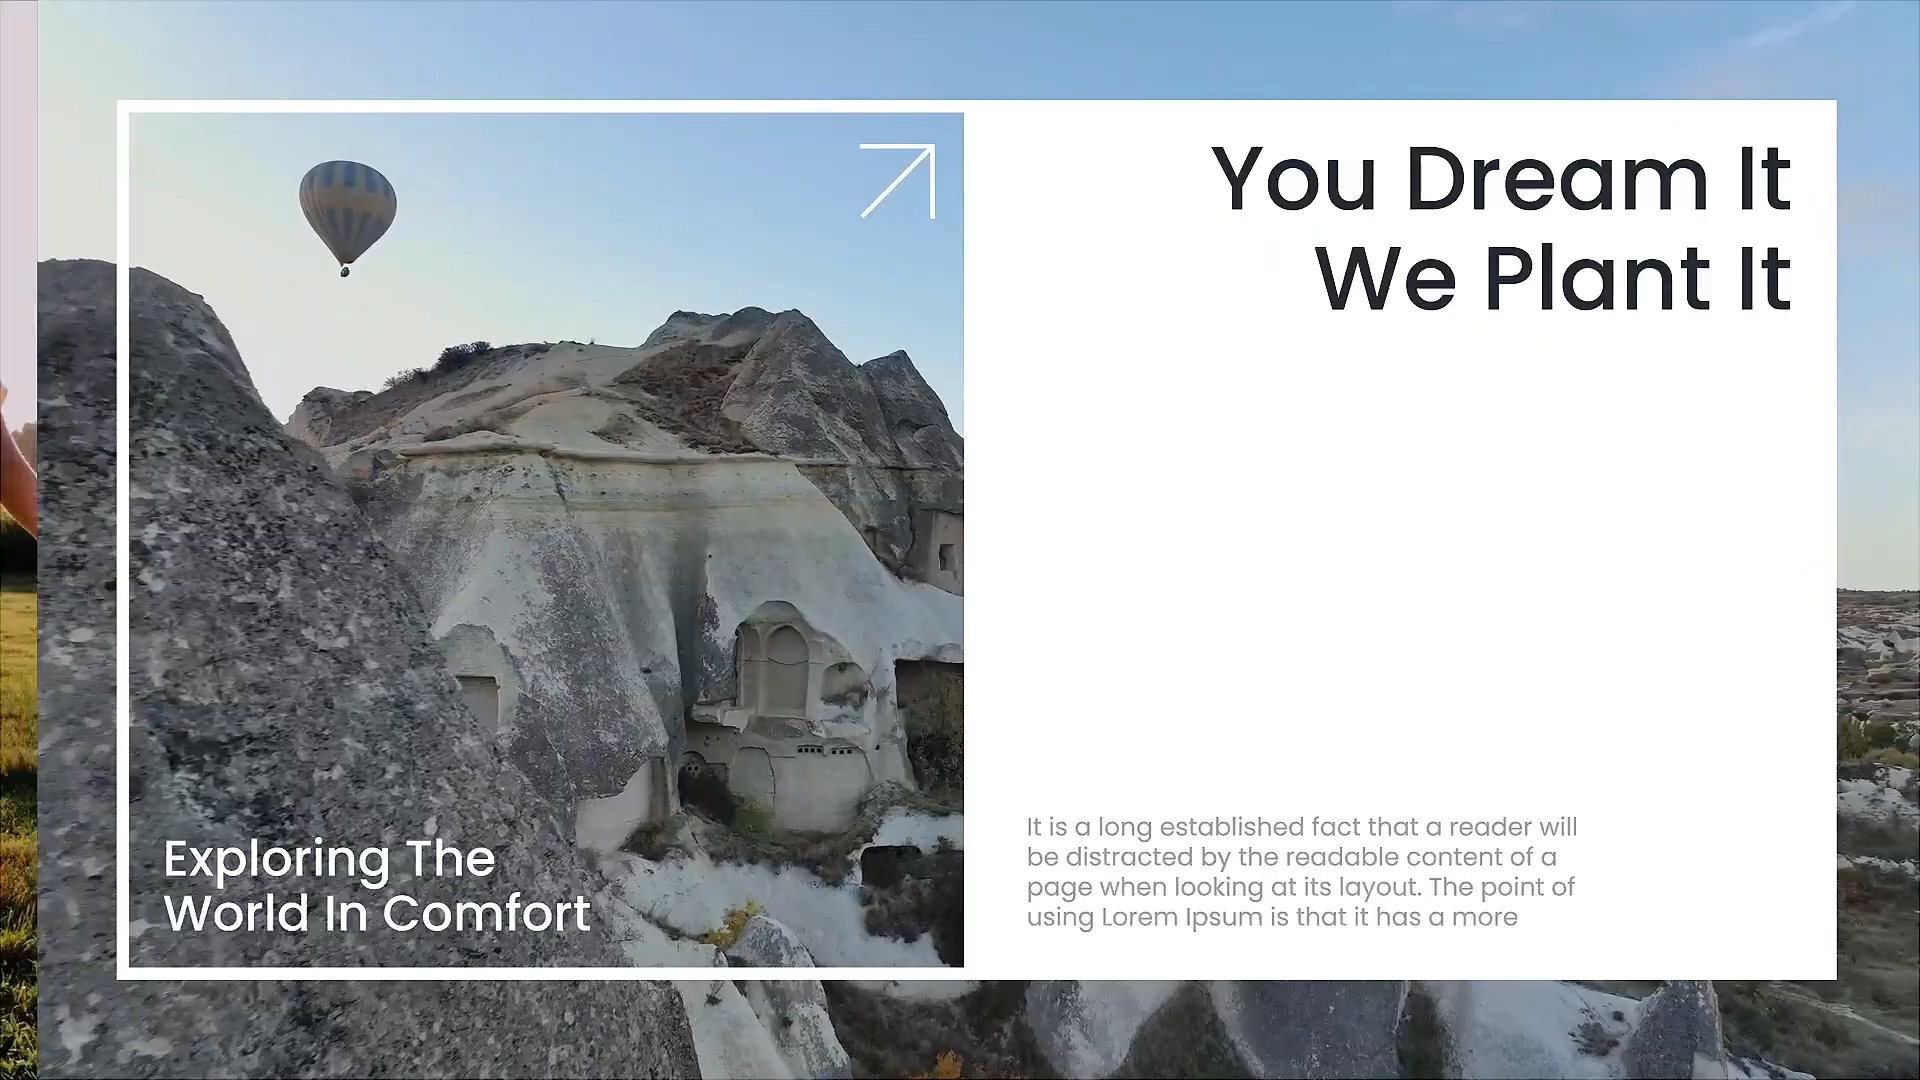 You Dream It
We Plant It
Exploring The
World In Comfort
It is a long established fact that a reader will
be distracted by the readable content of a
page when looking at its layout. The point of
using Lorem Ipsum is that it has a more